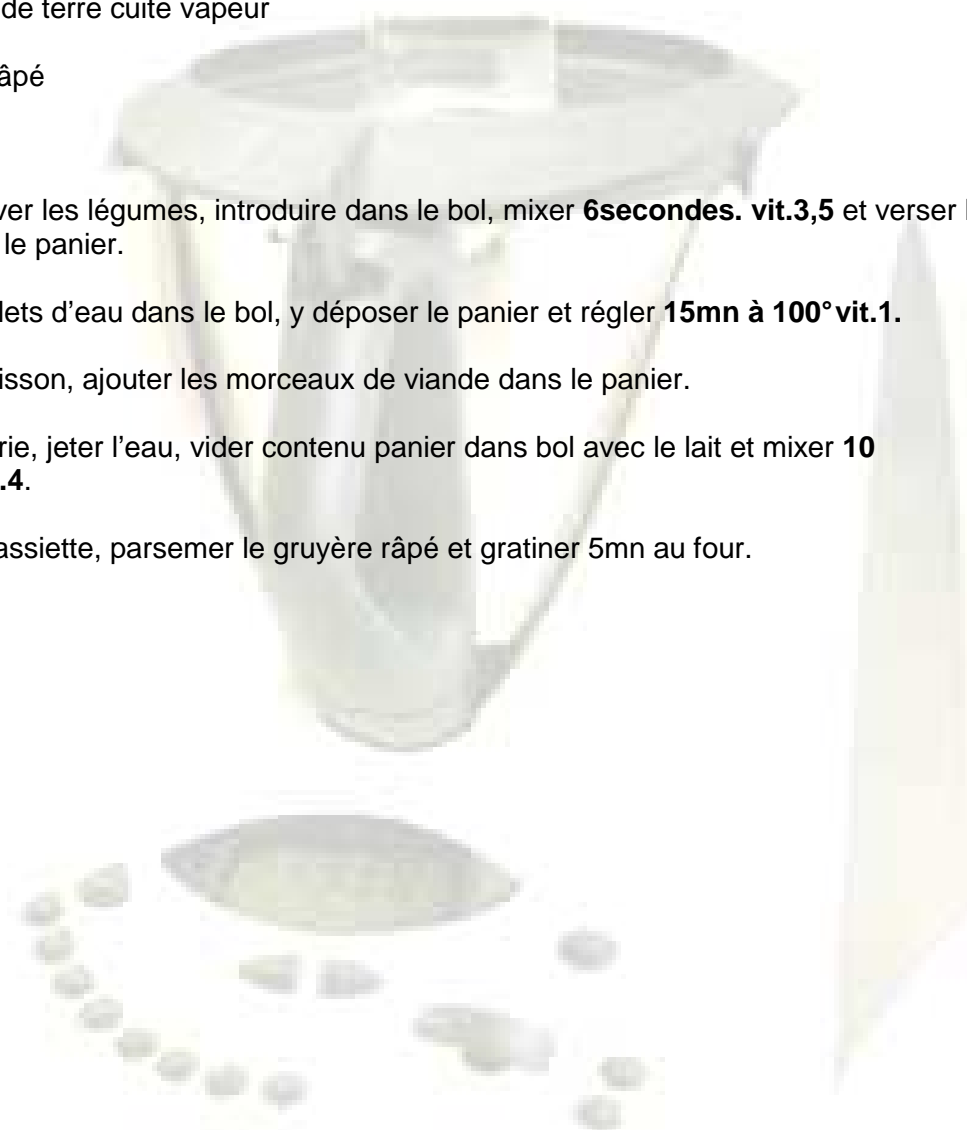 de terre cuite vapeur
âpé
ver les légumes, introduire dans le bol, mixer 6secondes. vit.3,5 et verser
le panier.
lets d’eau dans le bol, y déposer le panier et régler 15mn à 100° vit.1.
isson, ajouter les morceaux de viande dans le panier.
rie, jeter l’eau, vider contenu panier dans bol avec le lait et mixer 10
.4.
assiette, parsemer le gruyère râpé et gratiner 5mn au four.